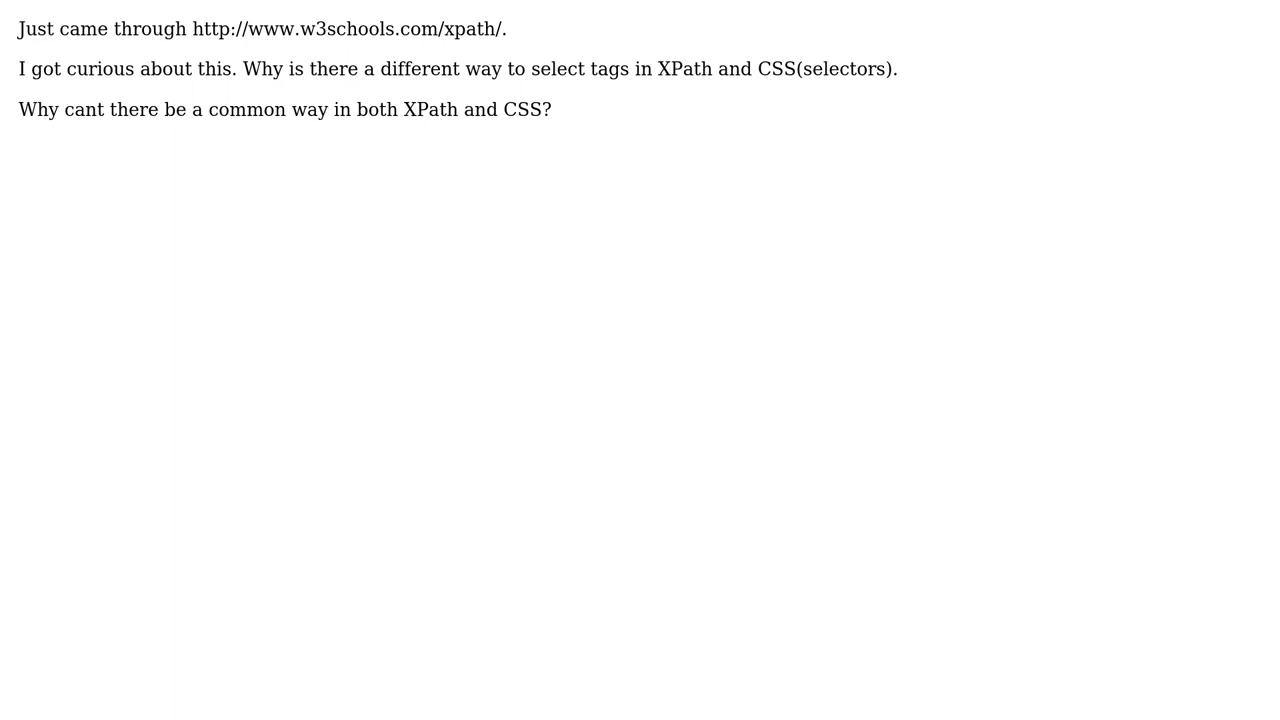 Just came through http://www.w3schools.com/xpath/.
I got curious about this. Why is there a different way to select tags in XPath and CSS(selectors).
Why cant there be a common way in both XPath and CSS?